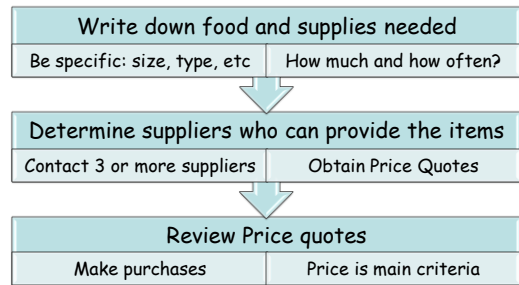 Write down food and supplies needed
Be specific: size, type, etc
How much and how often?
Determine suppliers who can provide the items
Contact 3 or more suppliers
Obtain Price Quotes
Review Price quotes
Make purchases
Price is main criteria